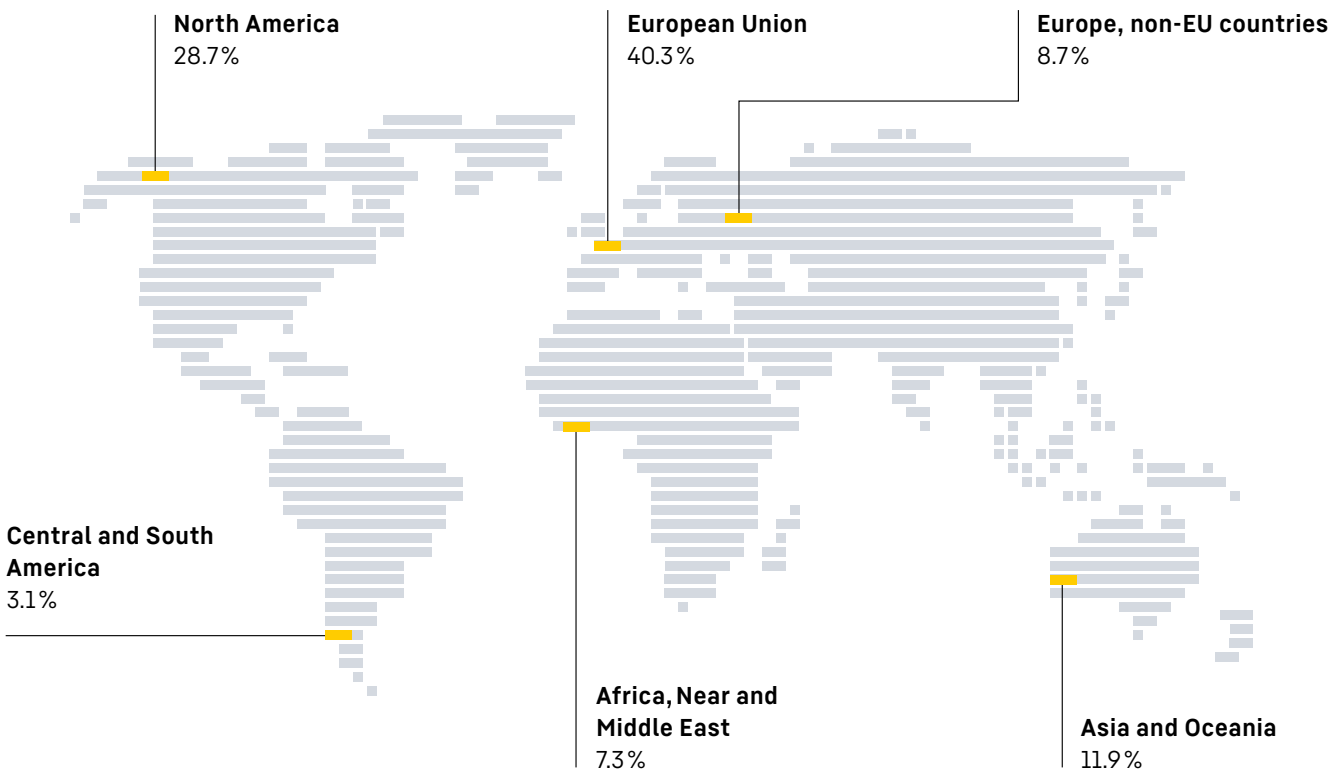 North America
28.7%
European Union
40.3%
Europe, non-EU countries
8.7%
Central and South
America
3.1%
Africa, Near and
Middle East
7.3%
Asia and Oceania
11.9%